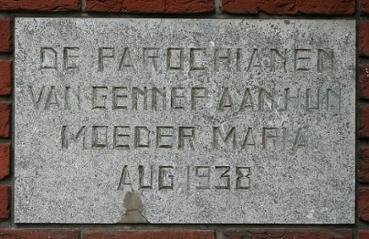 DE PAROCHIANEN
VAN GENNEP AAN HUN
MOEDER MARIA
AUG 1938